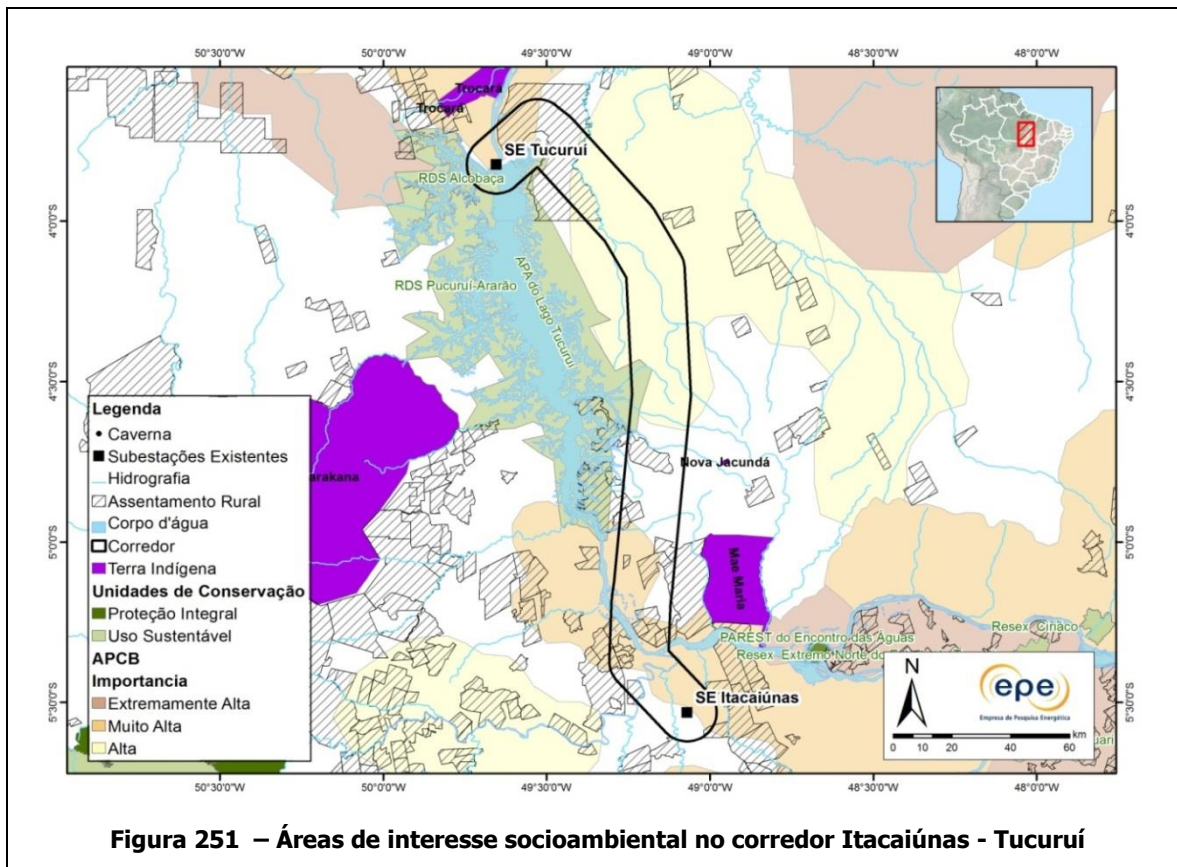 50°30'0"W 50°0'0"W 49°30'0"W 49°0'0"W 48°30'0"W 48°0'0"W
Trocará
Trocará
SE Tucuruí
RDS Alcobaça
4°0'0"S 4°0'0"S
RDS Pucuruí-Ararão
APA do Lago Tucuruí
4°30'0"S 4°30'0"S
Legenda
Caverna
Subestações Existentes
Hidrografia
Assentamento Rural
Corpo d'água
Corredor
Terra Indígena
Unidades de Conservação
Proteção Integral
Uso Sustentável
APCB
Importancia
Extremamente Alta
Muito Alta
Alta
arakana
Nova Jacundá
5°0'0"S 5°0'0"S
Mae Maria
PAREST do Encontro das Águas
Resex Ciriaco
Resex Extremo Norte do
5°30'0"S 5°30'0"S
SE Itacaiúnas
N
epe
Empresa de Pesquisa Energética
km
0 5 10 20 40 60
uari
50°30'0"W 50°0'0"W 49°30'0"W 49°0'0"W 48°30'0"W 48°0'0"W
Figura 251 – Áreas de interesse socioambiental no corredor Itacaiúnas - Tucuruí